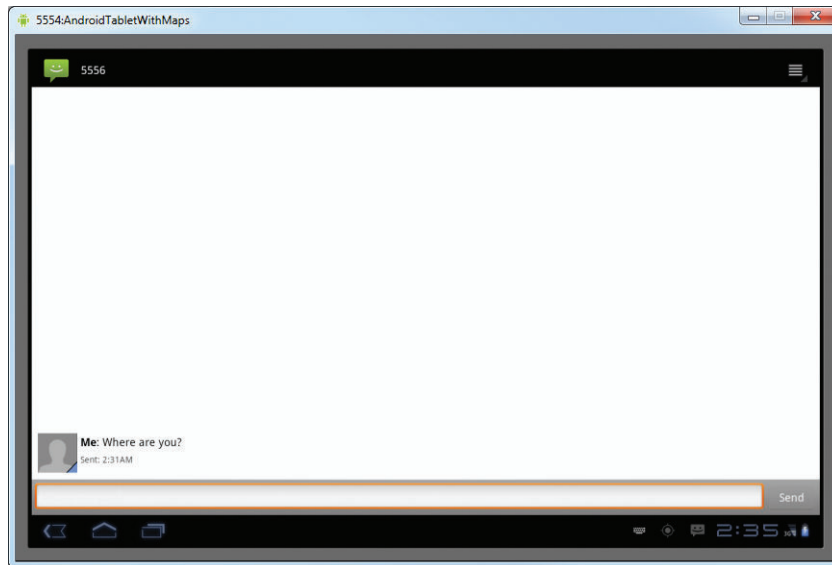 5554:AndroidTabletWithMaps
5556
Me: Where are you?
Sent: 2:31AM
Send
2:35